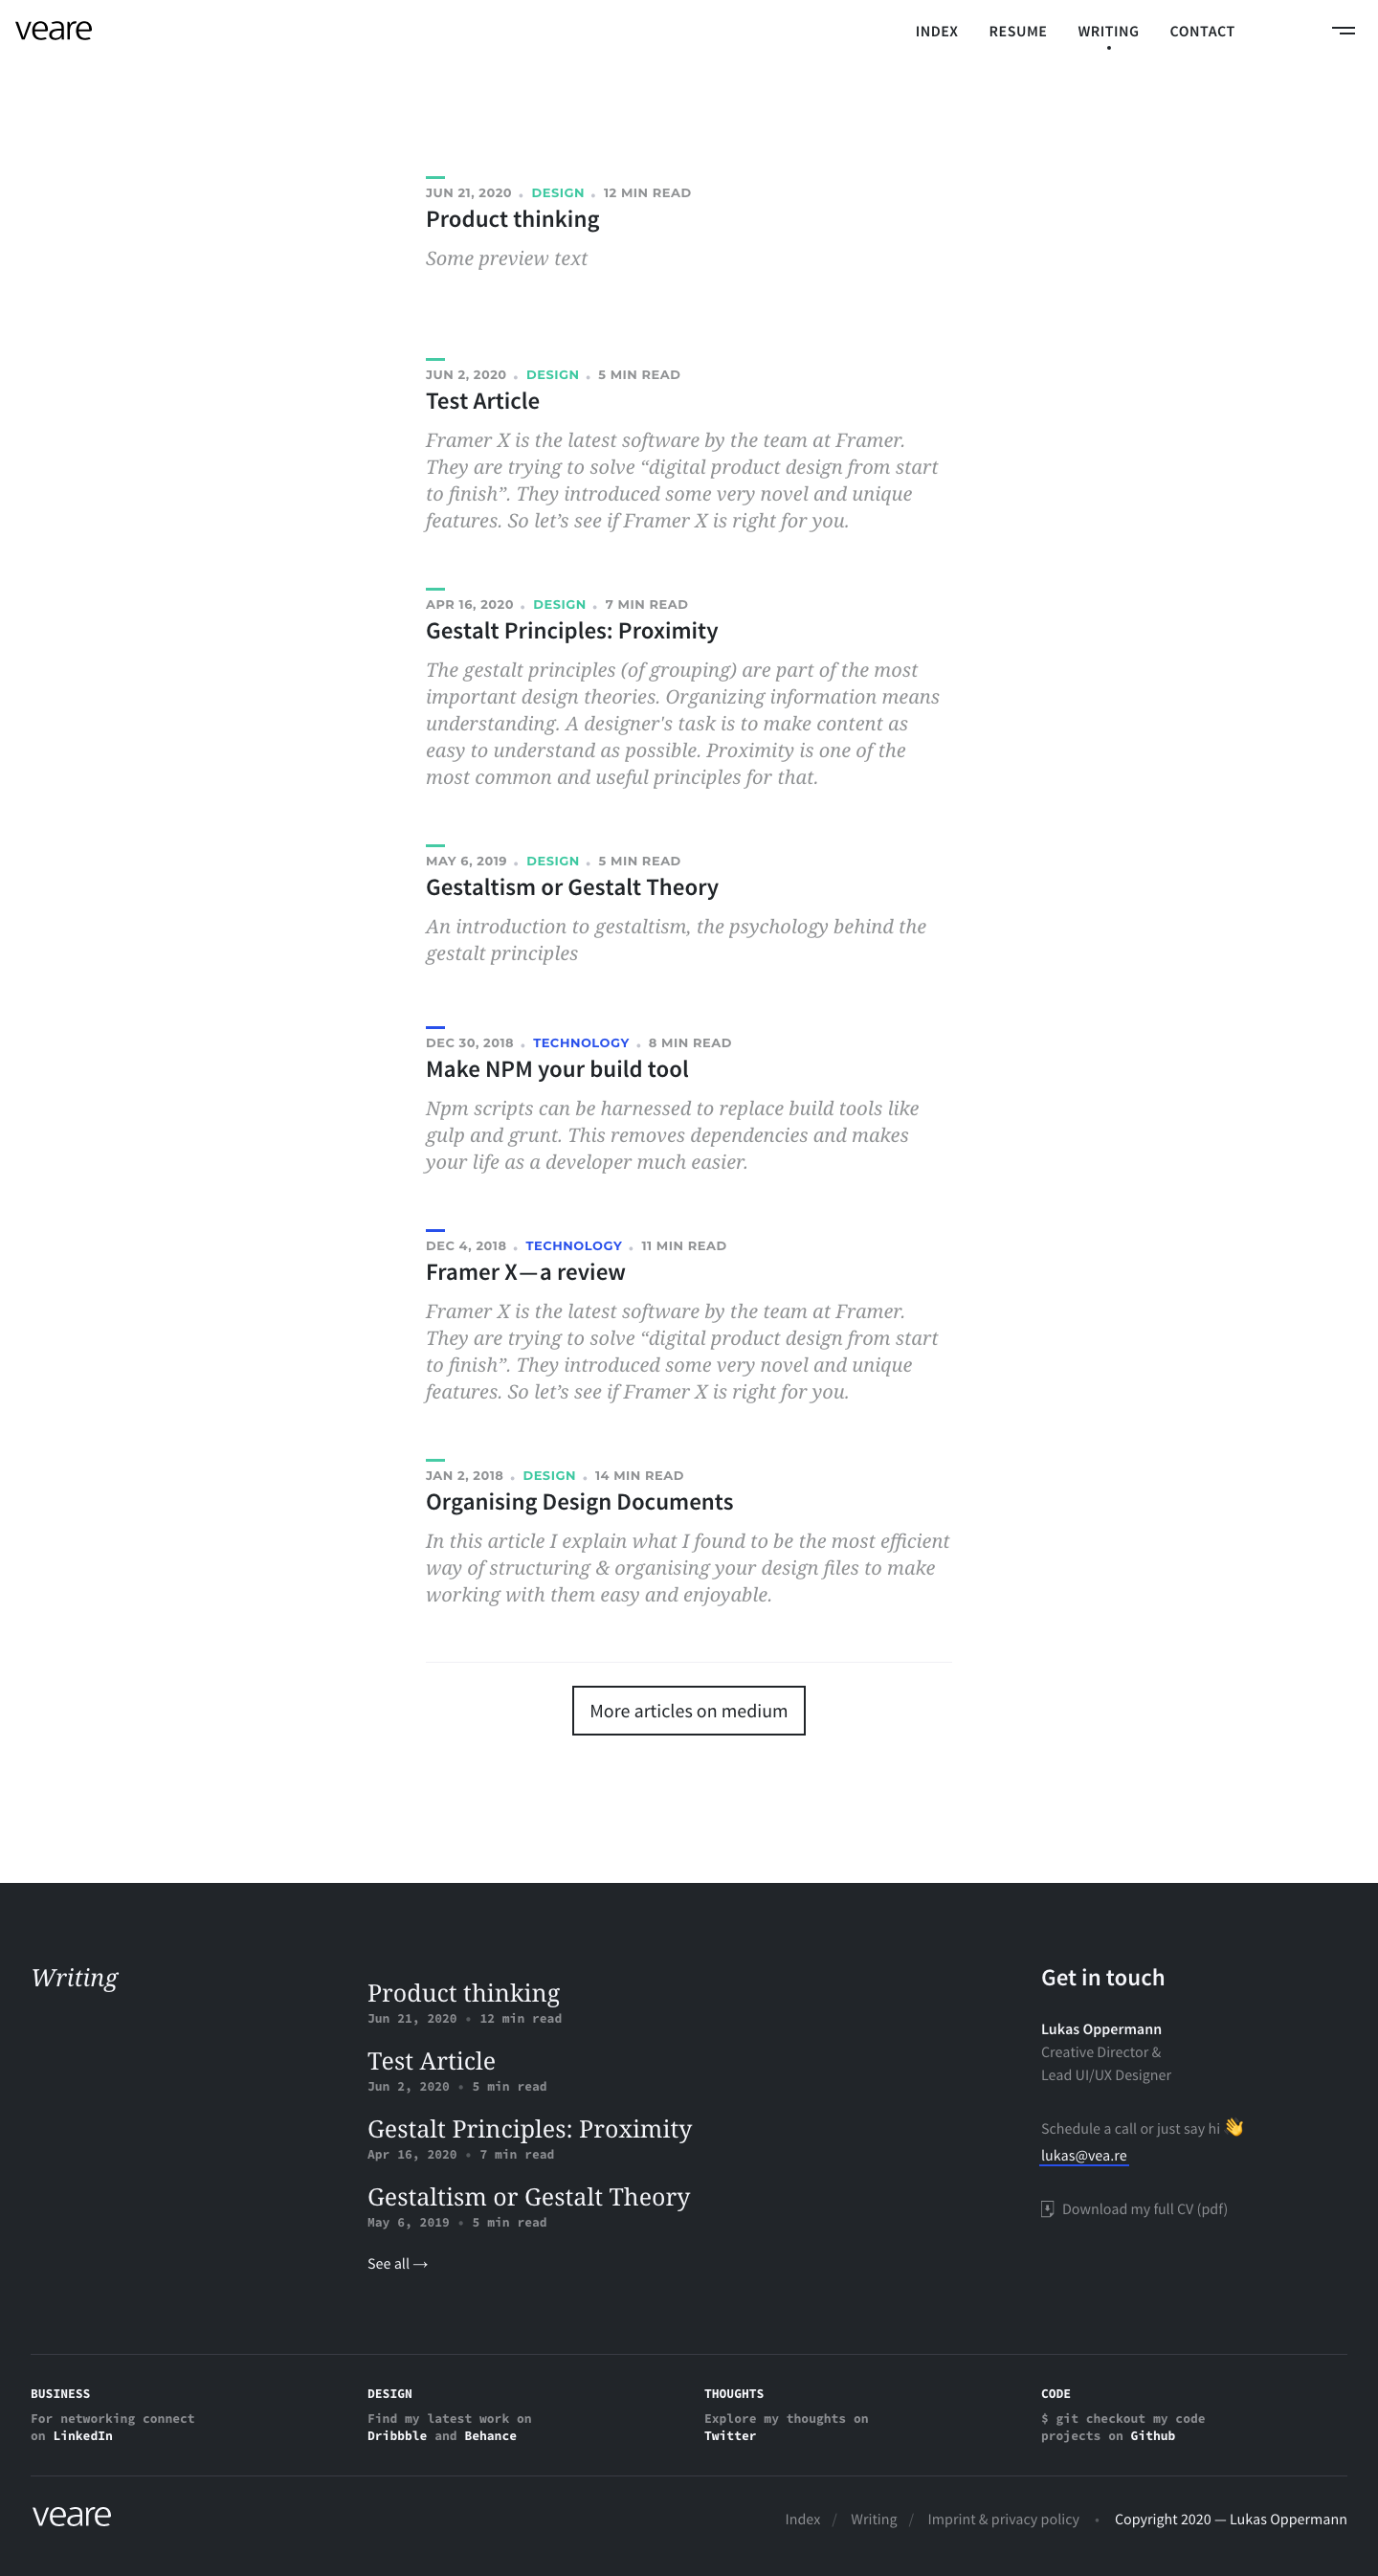 veare
INDEX RESUME WRITING CONTACT
JUN 21, 2020 • DESIGN • 12 MIN READ
Product thinking
Some preview text
JUN 2, 2020 • DESIGN • 5 MIN READ
Test Article
Framer X is the latest software by the team at Framer.
They are trying to solve “digital product design from start
to finish”. They introduced some very novel and unique
features. So let’s see if Framer X is right for you.
APR 16, 2020 • DESIGN • 7 MIN READ
Gestalt Principles: Proximity
The gestalt principles (of grouping) are part of the most
important design theories. Organizing information means
understanding. A designer's task is to make content as
easy to understand as possible. Proximity is one of the
most common and useful principles for that.
MAY 6, 2019 • DESIGN • 5 MIN READ
Gestaltism or Gestalt Theory
An introduction to gestaltism, the psychology behind the
gestalt principles
DEC 30, 2018 • TECHNOLOGY • 8 MIN READ
Make NPM your build tool
Npm scripts can be harnessed to replace build tools like
gulp and grunt. This removes dependencies and makes
your life as a developer much easier.
DEC 4, 2018 • TECHNOLOGY • 11 MIN READ
Framer X — a review
Framer X is the latest software by the team at Framer.
They are trying to solve “digital product design from start
to finish”. They introduced some very novel and unique
features. So let’s see if Framer X is right for you.
JAN 2, 2018 • DESIGN • 14 MIN READ
Organising Design Documents
In this article I explain what I found to be the most efficient
way of structuring & organising your design files to make
working with them easy and enjoyable.
More articles on medium
Writing
Product thinking
Jun 21, 2020 • 12 min read
Test Article
Jun 2, 2020 • 5 min read
Gestalt Principles: Proximity
Apr 16, 2020 • 7 min read
Gestaltism or Gestalt Theory
May 6, 2019 • 5 min read
See all →
Get in touch
Lukas Oppermann
Creative Director &
Lead UI/UX Designer
Schedule a call or just say hi 👋
lukas@vea.re
Download my full CV (pdf)
BUSINESS
For networking connect
on LinkedIn
DESIGN
Find my latest work on
Dribbble and Behance
THOUGHTS
Explore my thoughts on
Twitter
CODE
$ git checkout my code
projects on Github
veare
Index / Writing / Imprint & privacy policy • Copyright 2020 — Lukas Oppermann